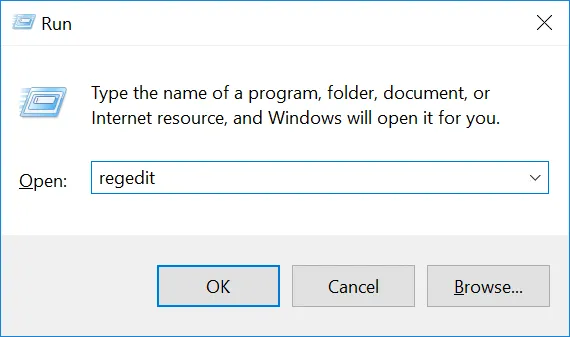 Run
Type the name of a program, folder, document, or
Internet resource, and Windows will open it for you.
Open: regedit
OK Cancel Browse...